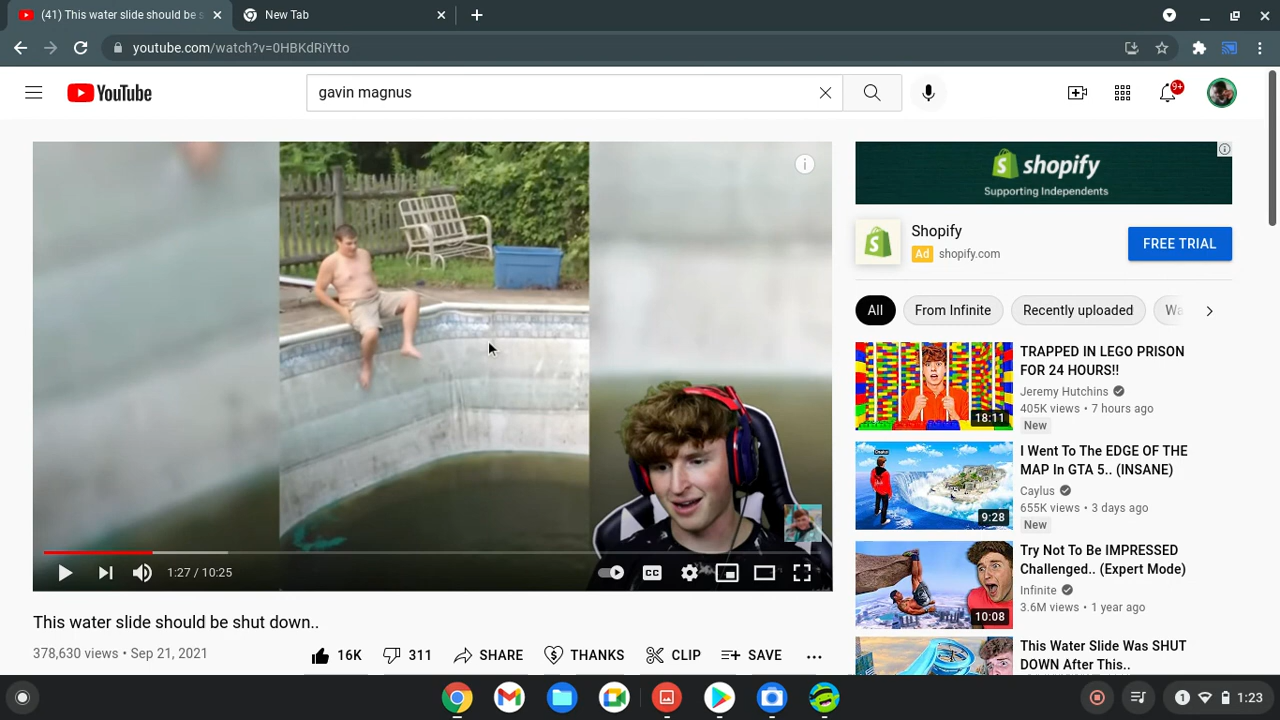 (41) This water slide should be s
New Tab
youtube.com/watch?v=0HBKdRiYtto
YouTube
gavin magnus
9+
shopify
Supporting Independents
Shopify
Ad shopify.com
FREE TRIAL
All
From Infinite
Recently uploaded
Wa
TRAPPED IN LEGO PRISON
FOR 24 HOURS!!
Jeremy Hutchins
405K views • 7 hours ago
New
18:11
I Went To The EDGE OF THE
MAP In GTA 5.. (INSANE)
Caylus
655K views • 3 days ago
New
9:28
Try Not To Be IMPRESSED
Challenged.. (Expert Mode)
Infinite
3.6M views • 1 year ago
10:08
This Water Slide Was SHUT
DOWN After This..
1:27 / 10:25
CC
This water slide should be shut down..
378,630 views • Sep 21, 2021
16K
311
SHARE
THANKS
CLIP
SAVE
1
1:23